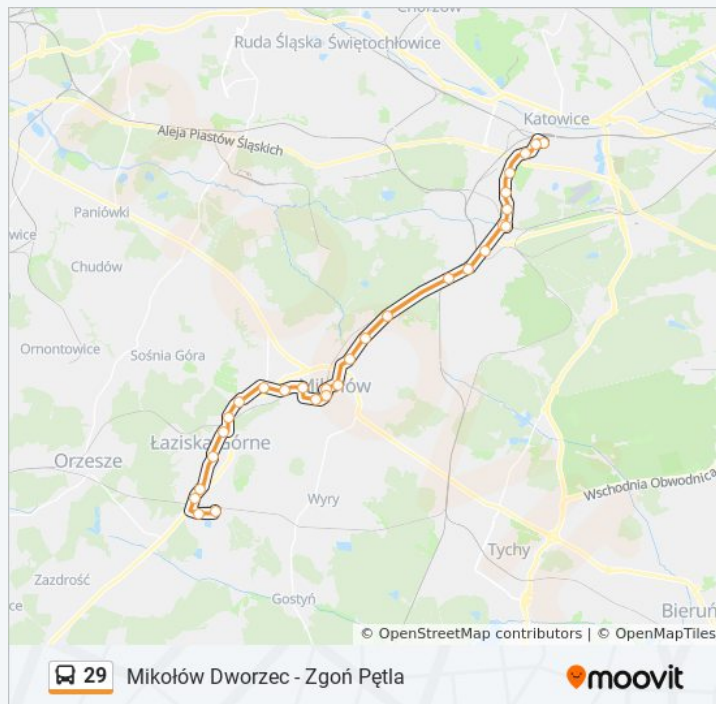 Chorzów
Ruda Śląska
Świętochłowice
Katowice
Aleja Piastów Śląskich
Paniówki
wice
Chudów
Ornontowice
Sośnia Góra
Mikołów
Łaziska Górne
Orzesze
Wschodnia Obwodnica
Wyry
Tychy
Zazdrość
ce
Gostyń
Bieruń
© OpenStreetMap contributors | © OpenMapTiles
29 Mikołów Dworzec - Zgoń Pętla
moovit